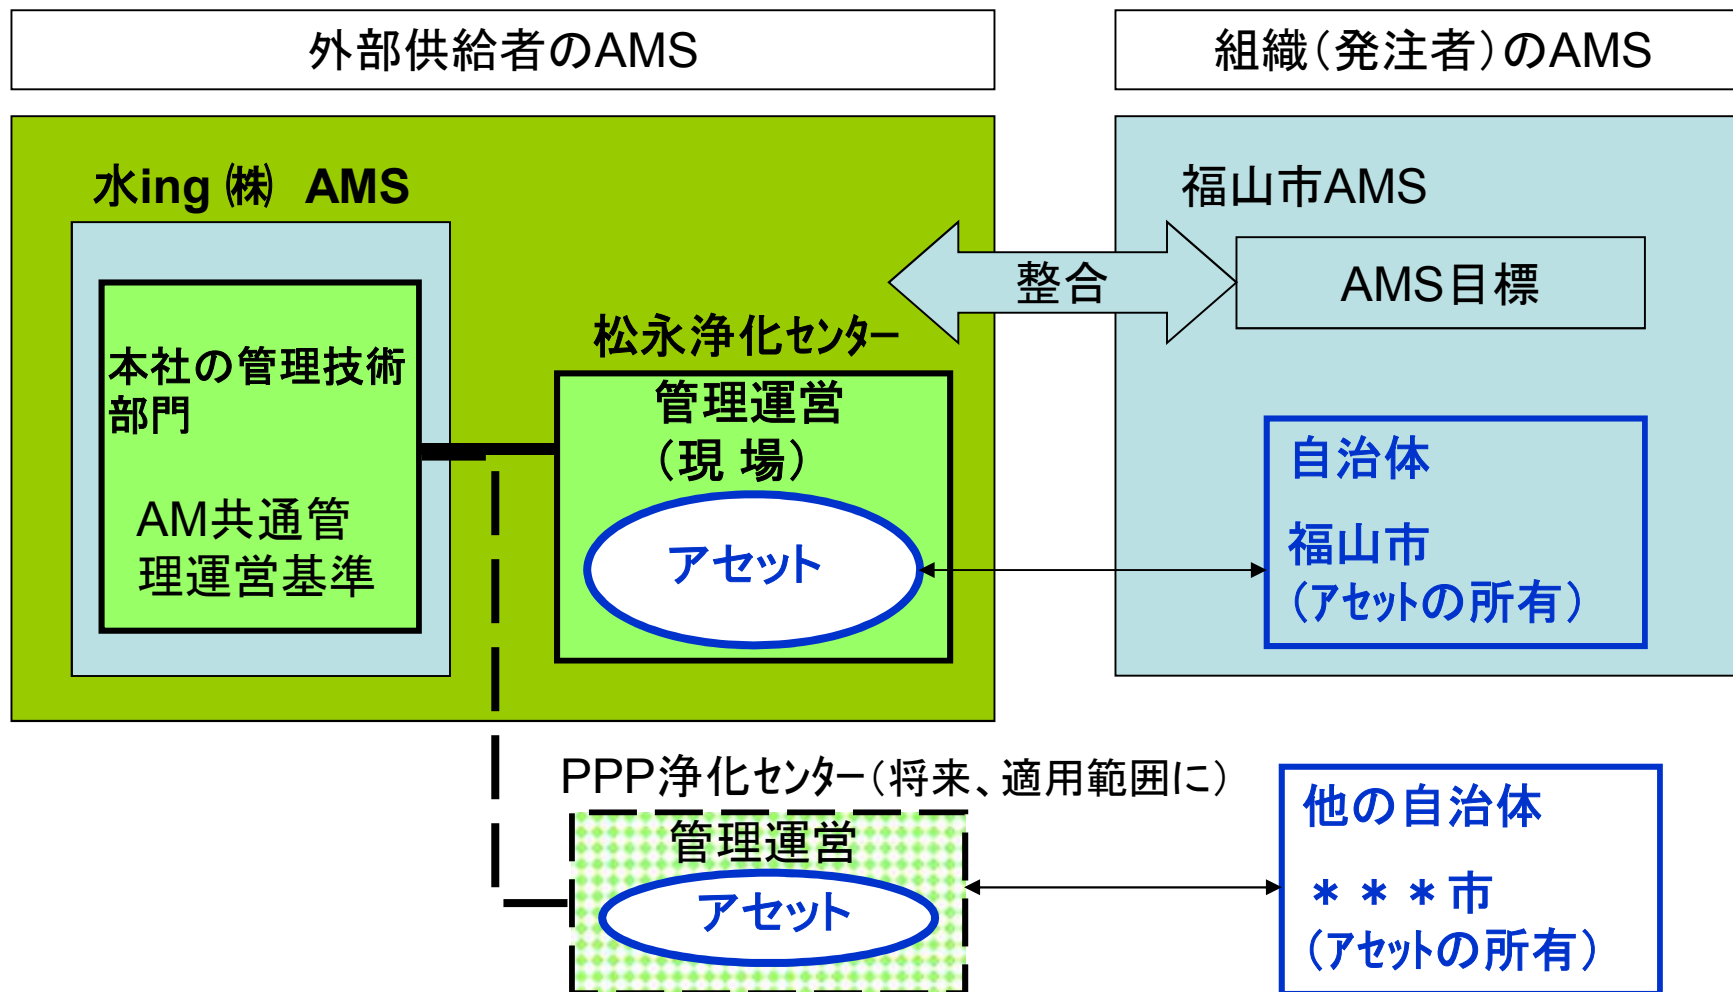 外部供給者のAMS
組織(発注者)のAMS
水ing ㈱ AMS
福山市AMS
整合
AMS目標
松永浄化センター
本社の管理技術
部門
AM共通管
理運営基準
管理運営
(現 場)
アセット
自治体
福山市
(アセットの所有)
PPP浄化センター(将来、適用範囲に)
管理運営
アセット
他の自治体
＊＊＊市
(アセットの所有)